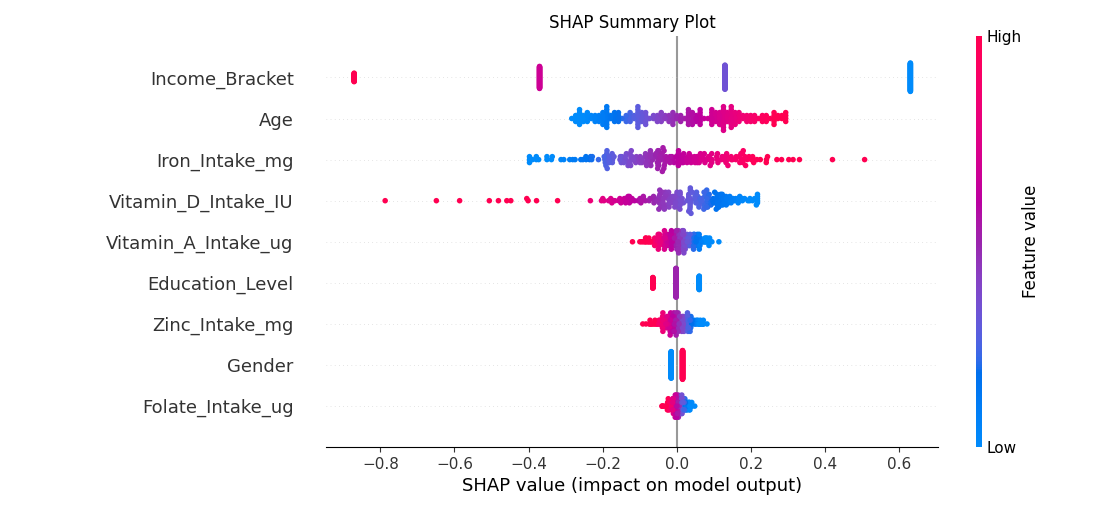 SHAP Summary Plot
High
Income_Bracket
Age
Iron_Intake_mg
Vitamin_D_Intake_IU
Vitamin_A_Intake_ug
Education_Level
Zinc_Intake_mg
Gender
Folate_Intake_ug
Feature value
Low
−0.8 −0.6 −0.4 −0.2 0.0 0.2 0.4 0.6
SHAP value (impact on model output)